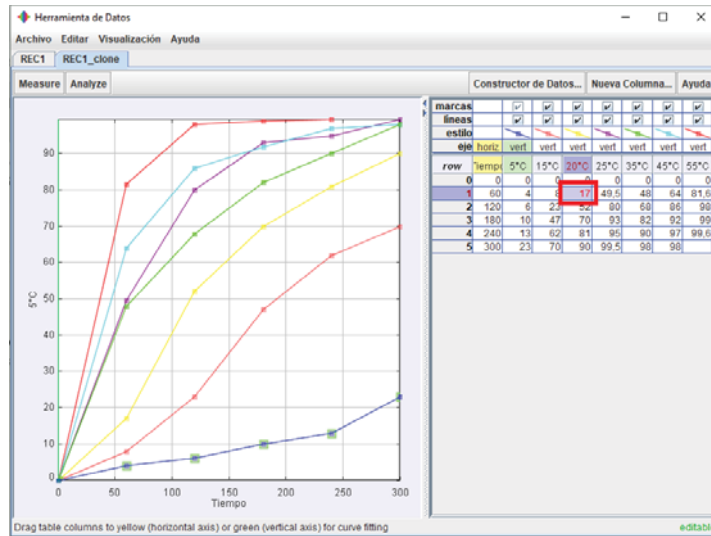 Herramienta de Datos
Archivo Editar Visualización Ayuda
REC1 REC1_clone
Measure Analyze Constructor de Datos... Nueva Columna... Ayuda
marcas
líneas
estilo
eje horiz vert vert vert vert vert vert vert
row Tiempo 5°C 15°C 20°C 25°C 35°C 45°C 55°C
0 0 0 0 0 0 0 0 0
1 60 4 8 17 49,5 48 64 81,6
2 120 6 23 52 80 68 86 98
3 180 10 47 70 93 82 92 99
4 240 13 62 81 95 90 97 99,6
5 300 23 70 90 99,5 98 98
90
80
70
60
50
40
30
20
10
0
5°C
0 50 100 150 200 250 300
Tiempo
Drag table columns to yellow (horizontal axis) or green (vertical axis) for curve fitting editable